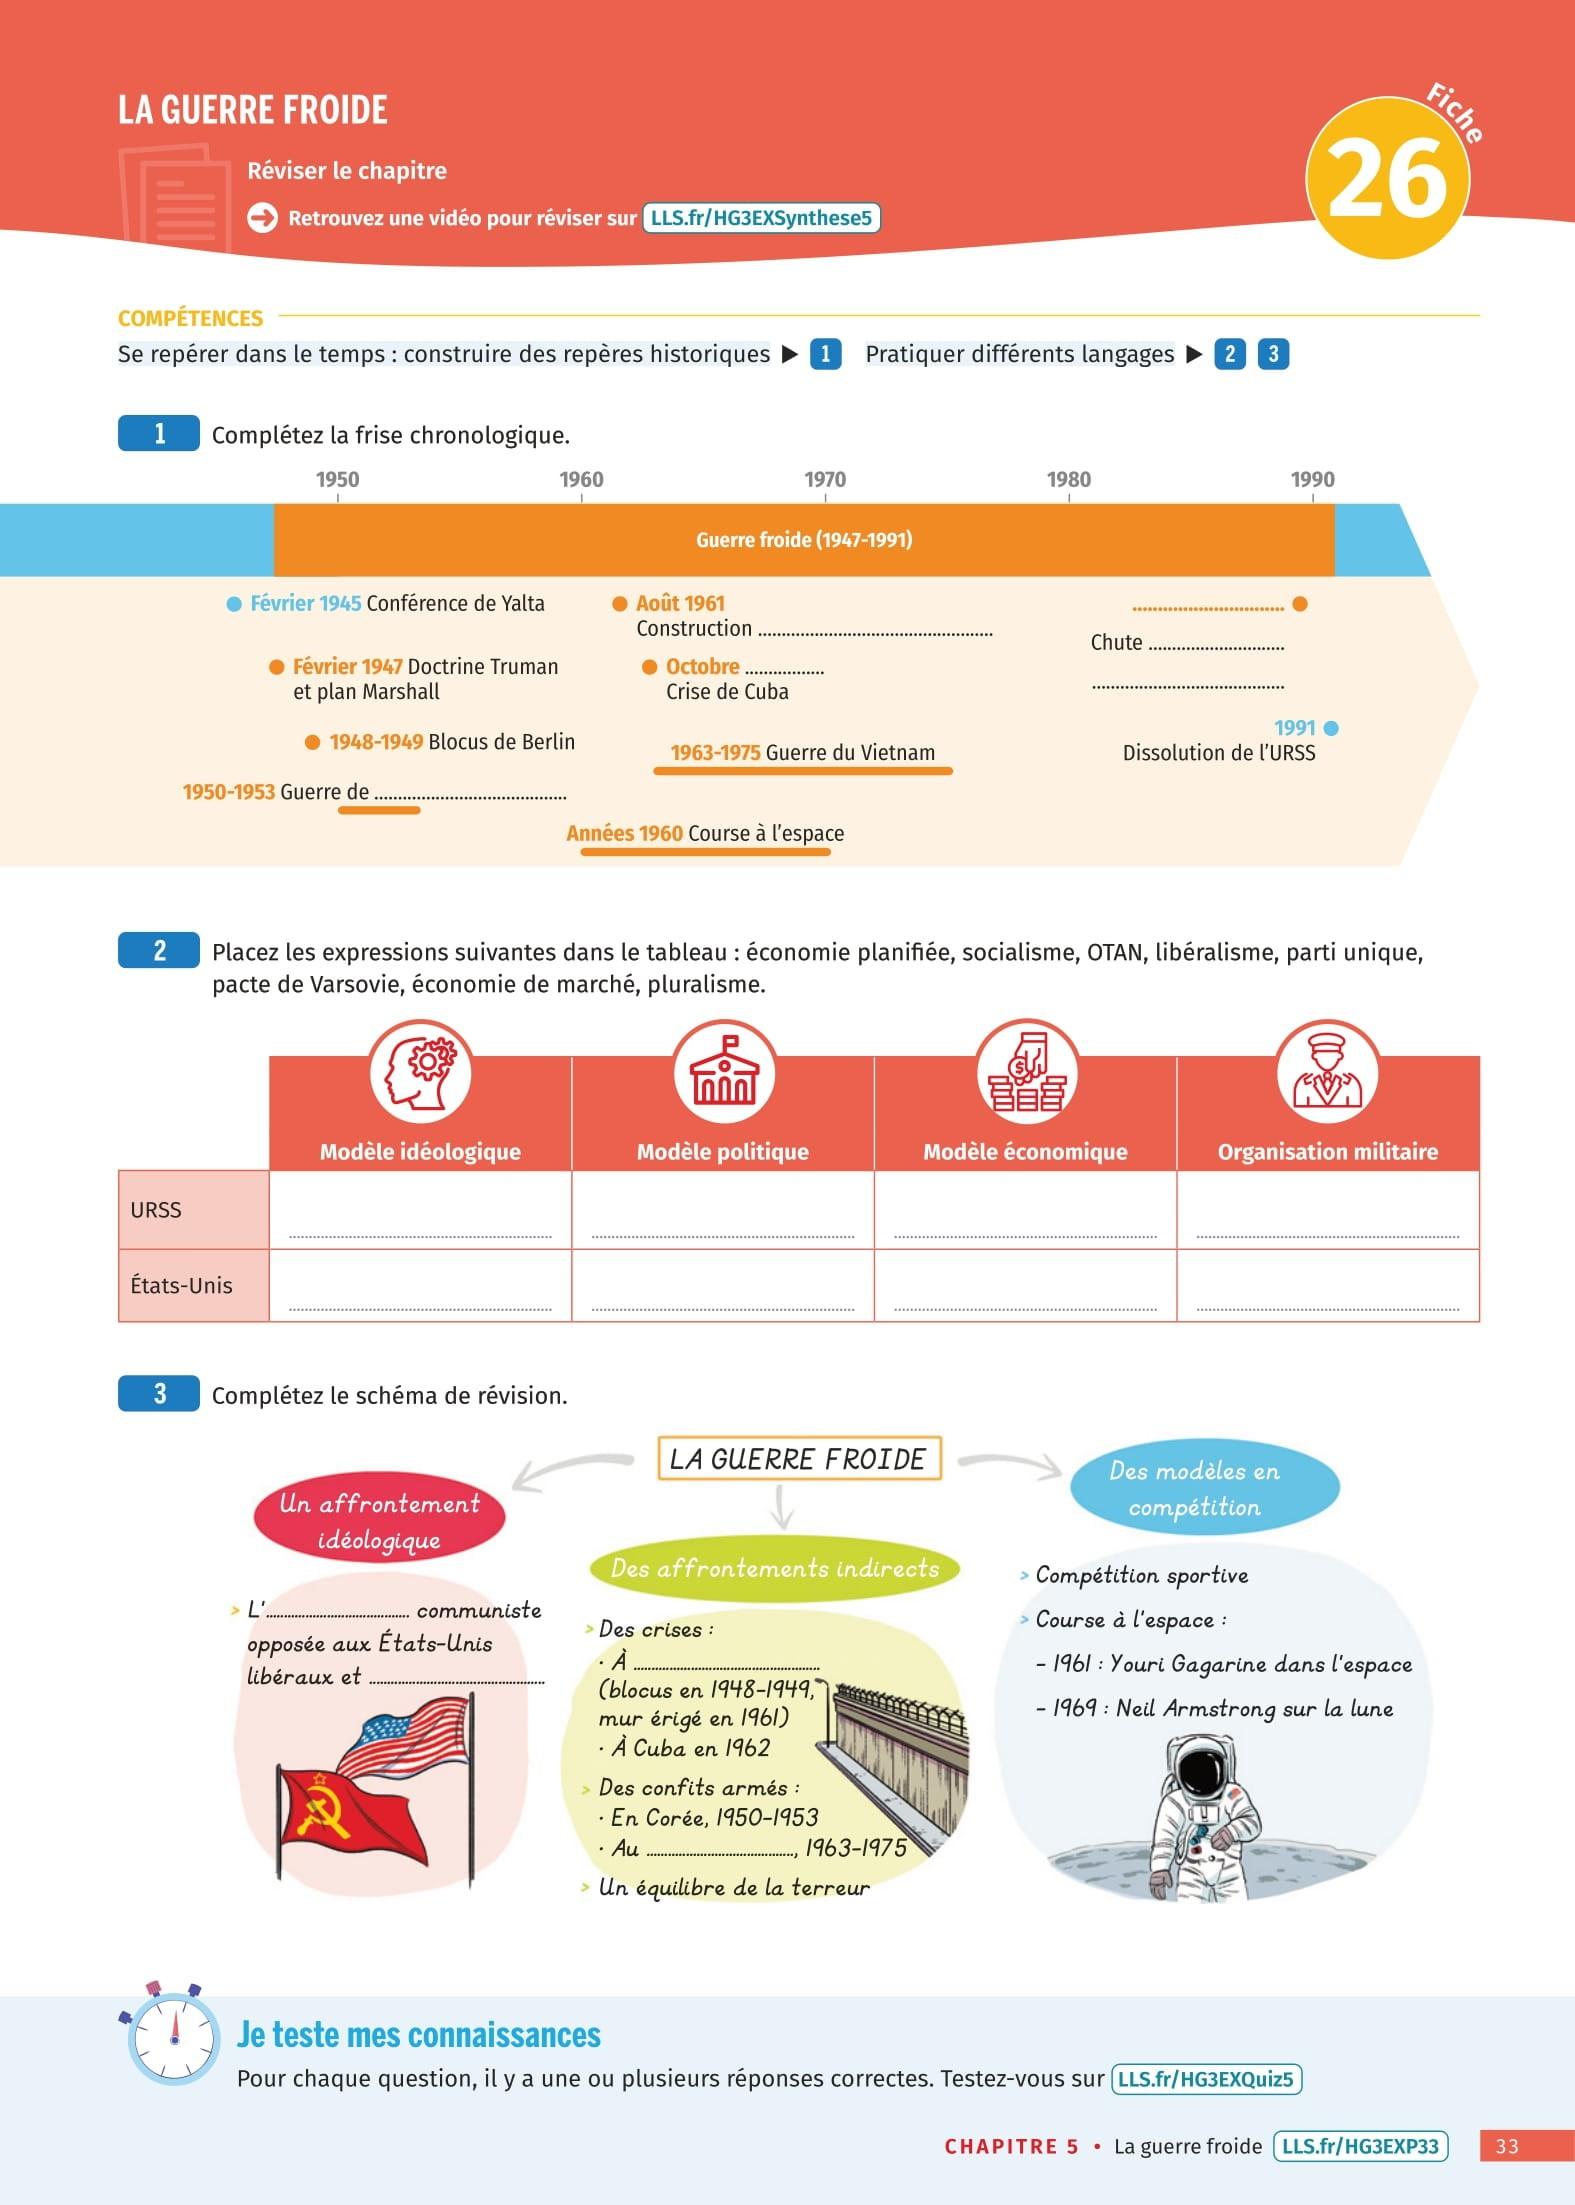 LA GUERRE FROIDE
Fiche
26
Réviser le chapitre
Retrouvez une vidéo pour réviser sur LLS.fr/HG3EXSynthese5
COMPÉTENCES
Se repérer dans le temps : construire des repères historiques ▶ 1 Pratiquer différents langages ▶ 2 3
1 Complétez la frise chronologique.
1950 1960 1970 1980 1990
Guerre froide (1947-1991)
Février 1945 Conférence de Yalta
Février 1947 Doctrine Truman
et plan Marshall
1948-1949 Blocus de Berlin
1950-1953 Guerre de ........................................
Août 1961
Construction ..................................................
Octobre .................
Crise de Cuba
1963-1975 Guerre du Vietnam
Années 1960 Course à l'espace
................................
Chute .............................
.........................................
1991
Dissolution de l'URSS
2 Placez les expressions suivantes dans le tableau : économie planifiée, socialisme, OTAN, libéralisme, parti unique,
pacte de Varsovie, économie de marché, pluralisme.
Modèle idéologique Modèle politique Modèle économique Organisation militaire
URSS
États-Unis
3 Complétez le schéma de révision.
LA GUERRE FROIDE
Un affrontement
idéologique
> L'........................................ communiste
opposée aux États-Unis
libéraux et ................................................
Des affrontements indirects
> Des crises :
· À ..................................................
(blocus en 1948-1949,
mur érigé en 1961)
· À Cuba en 1962
> Des confits armés :
· En Corée, 1950-1953
· Au ........................................, 1963-1975
> Un équilibre de la terreur
Des modèles en
compétition
> Compétition sportive
> Course à l'espace :
- 1961 : Youri Gagarine dans l'espace
- 1969 : Neil Armstrong sur la lune
Je teste mes connaissances
Pour chaque question, il y a une ou plusieurs réponses correctes. Testez-vous sur LLS.fr/HG3EXQuiz5
CHAPITRE 5 • La guerre froide LLS.fr/HG3EXP33 33